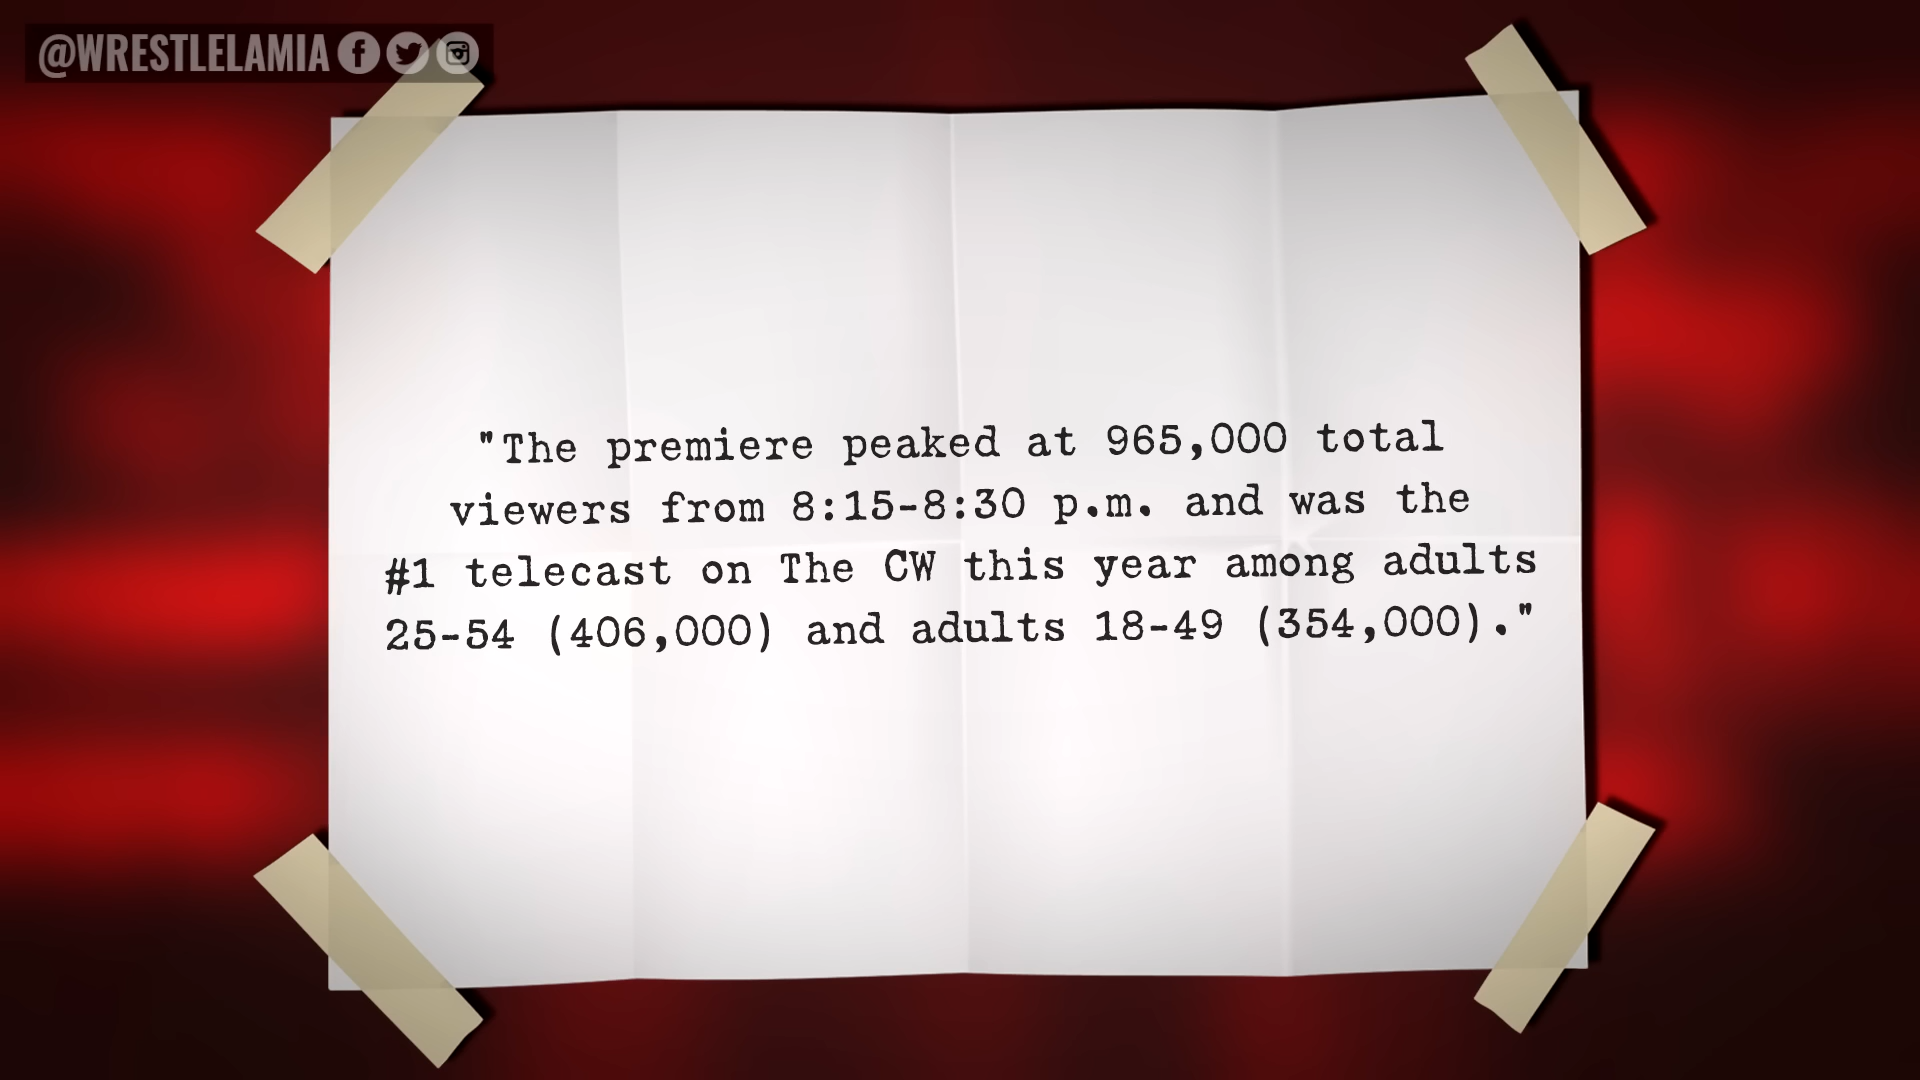 @WRESTLELAMIA
"The premiere peaked at 965,000 total
viewers from 8:15-8:30 p.m. and was the
#1 telecast on The CW this year among adults
25-54 (406,000) and adults 18-49 (354,000)."